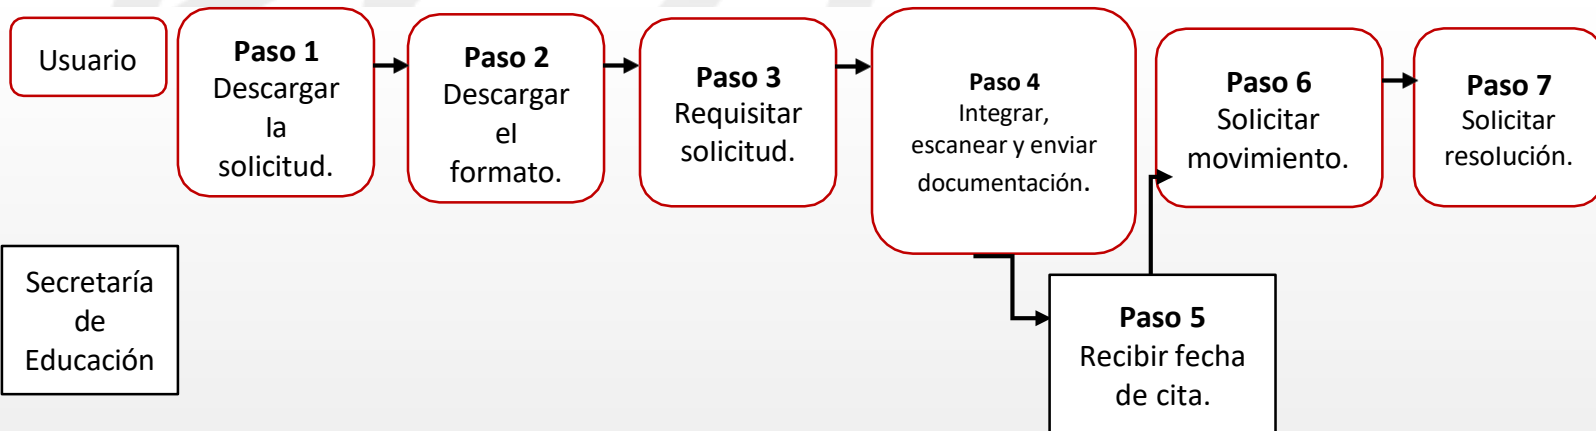 Usuario
Paso 1
Descargar
la
solicitud.
Paso 2
Descargar
el
formato.
Paso 3
Requisitar
solicitud.
Paso 4
Integrar,
escanear y enviar
documentación.
Paso 6
Solicitar
movimiento.
Paso 7
Solicitar
resolución.
Secretaría
de
Educación
Paso 5
Recibir fecha
de cita.